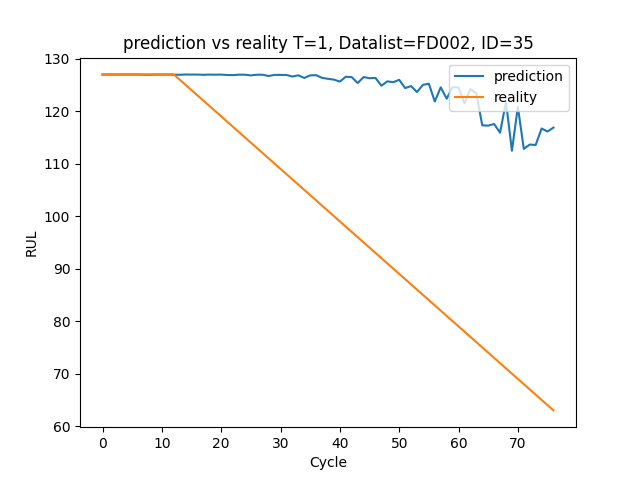 prediction vs reality T=1, Datalist=FD002, ID=35
130
120
110
100
90
80
70
60
RUL
prediction
reality
0 10 20 30 40 50 60 70
Cycle